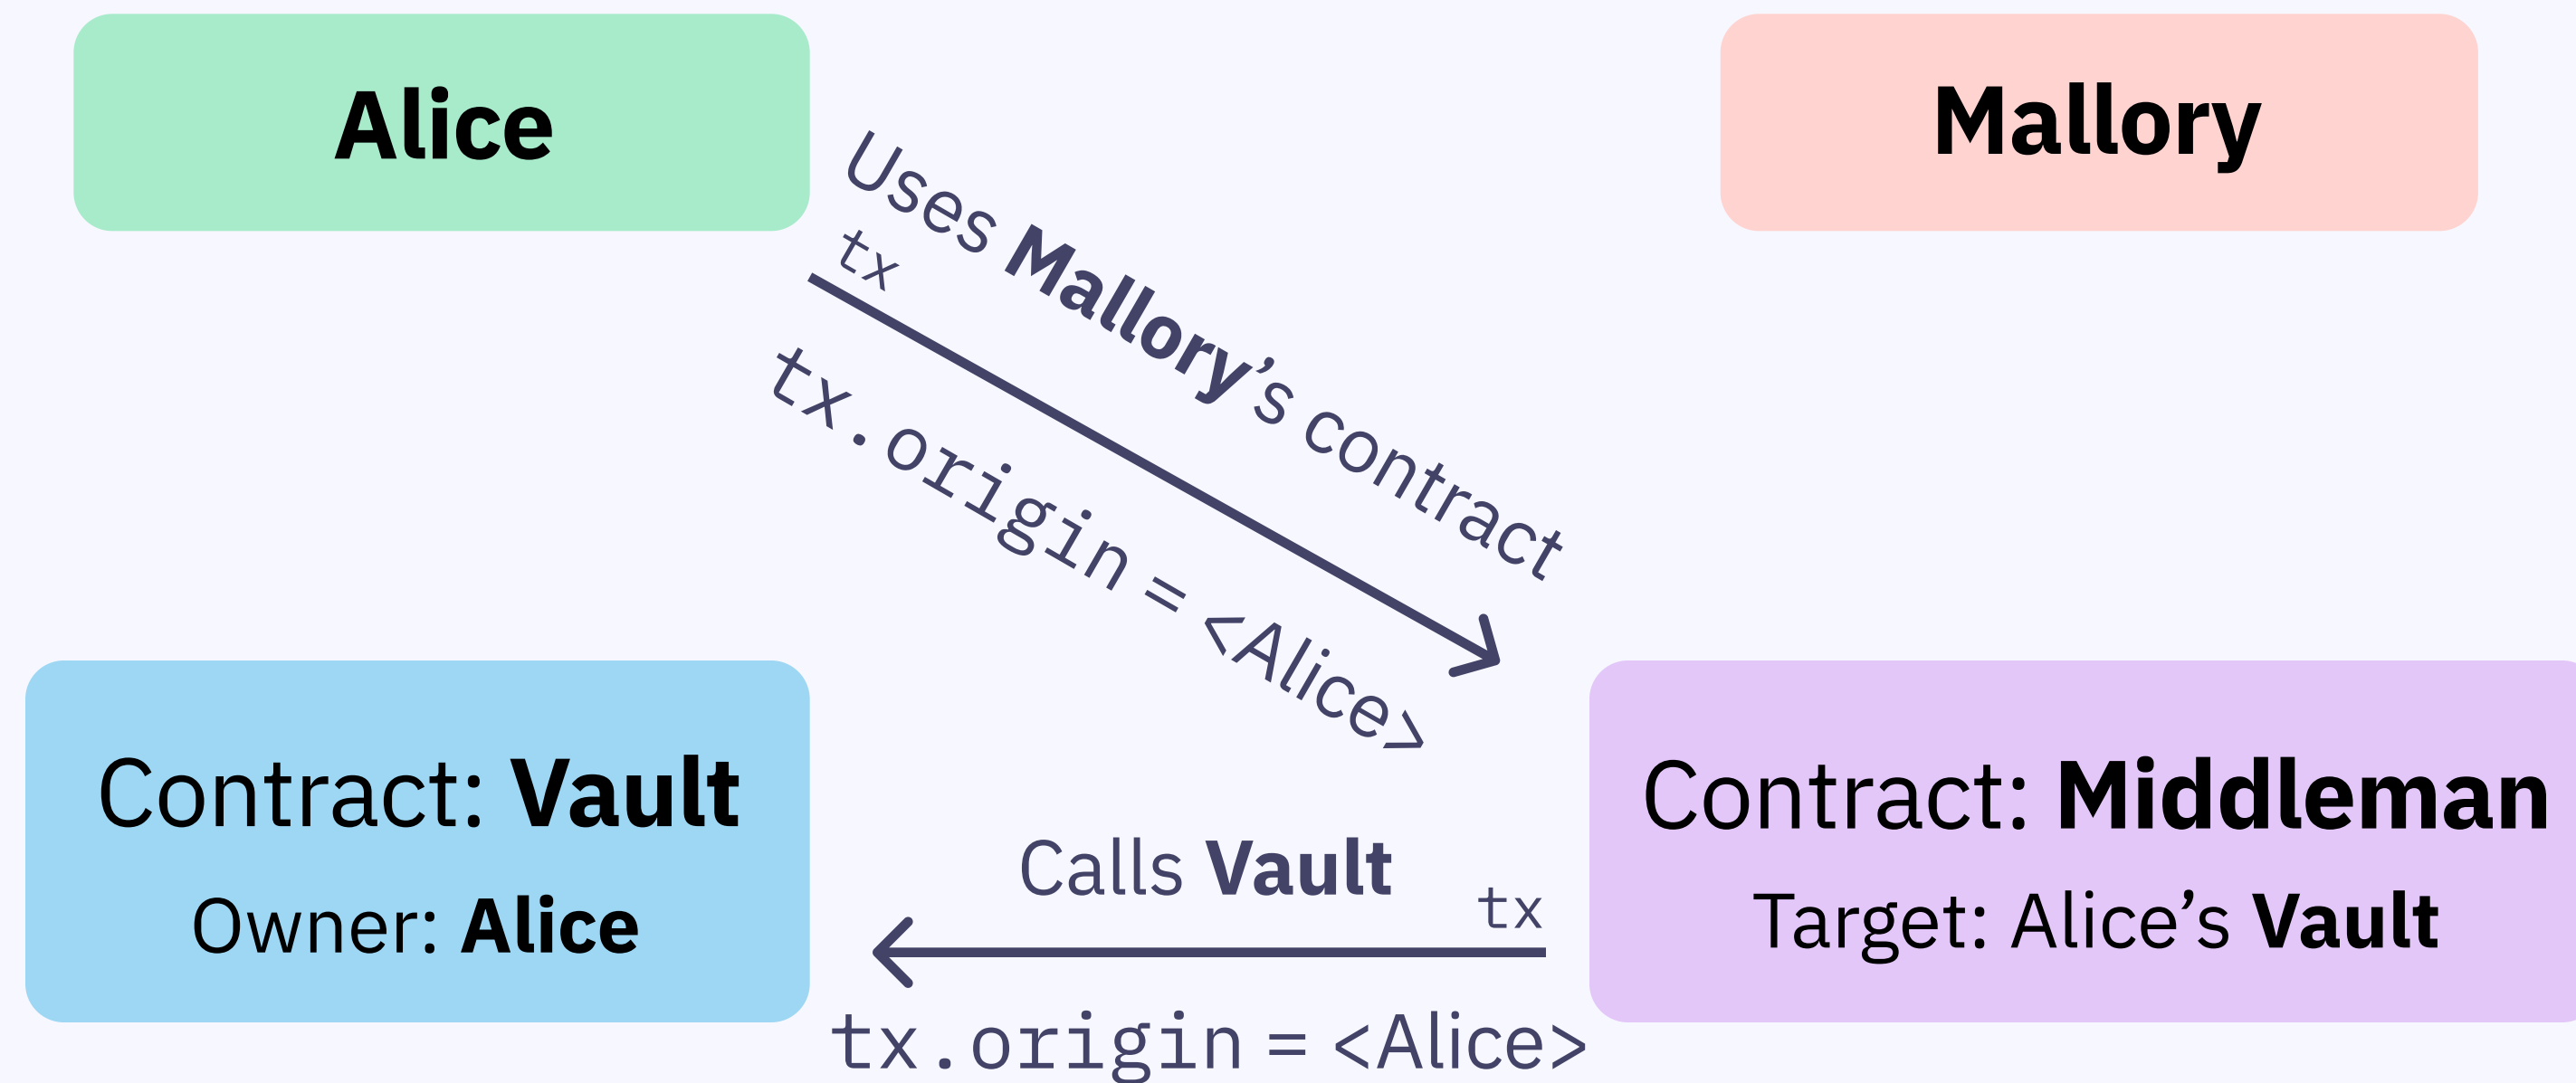 Alice
Mallory
Uses Mallory’s contract
tx
tx.origin = <Alice>
Contract: Vault
Owner: Alice
Calls Vault
tx
tx.origin = <Alice>
Contract: Middleman
Target: Alice’s Vault